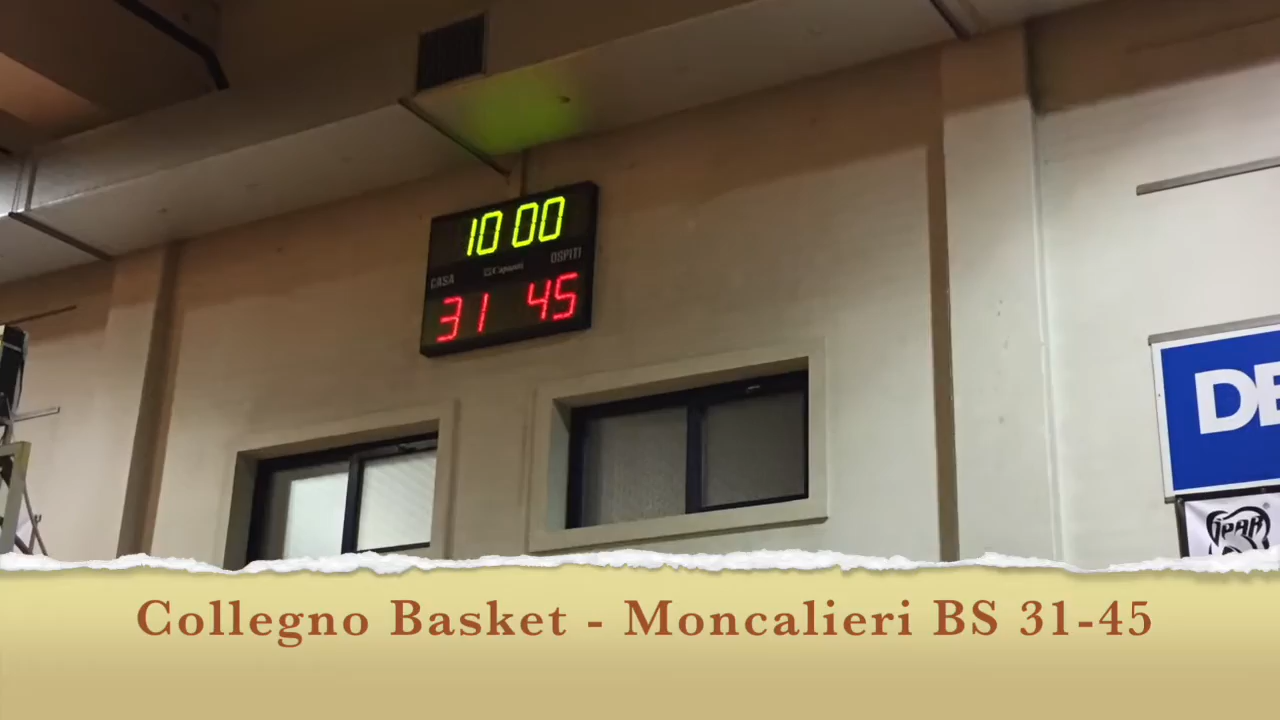 10 00
CASA
OSPITI
31 45
DE
Collegno Basket - Moncalieri BS 31-45